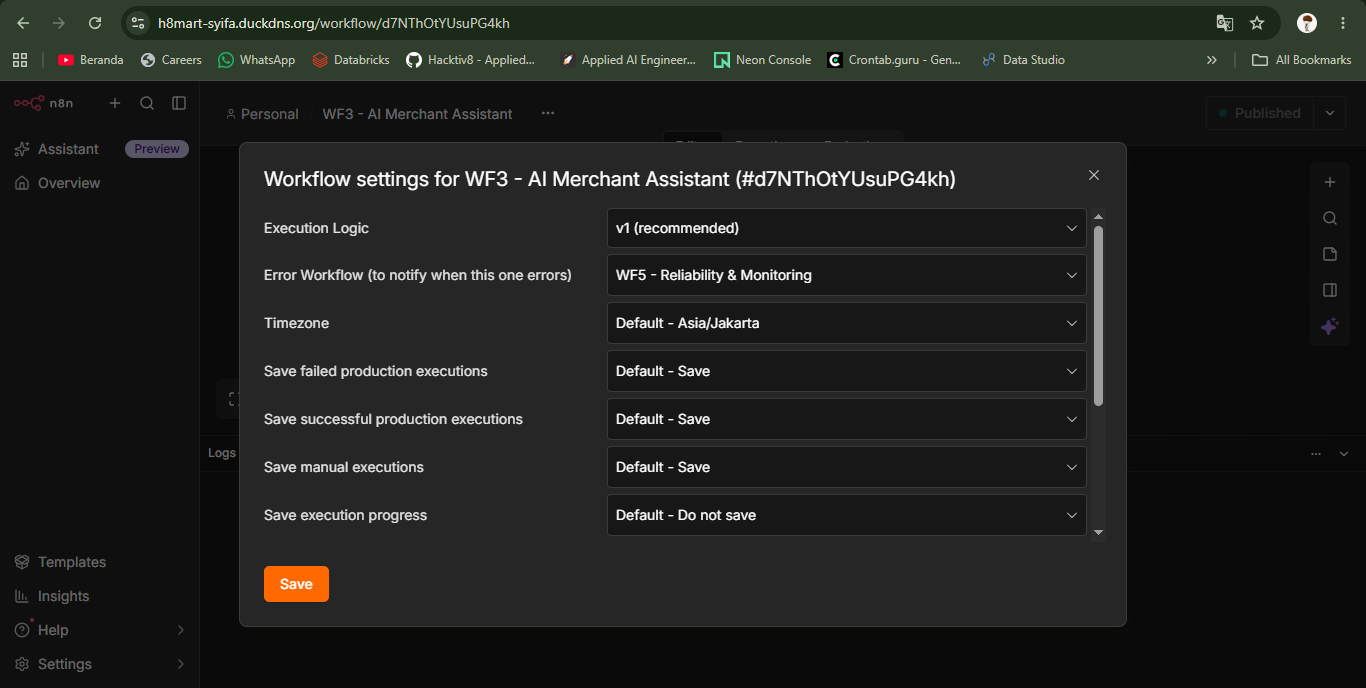 h8mart-syifa.duckdns.org/workflow/d7NThOtYUsuPG4kh
Beranda Careers WhatsApp Databricks Hacktiv8 - Applied... Applied AI Engineer... Neon Console Crontab.guru - Gen... Data Studio All Bookmarks
n8n
Personal / WF3 - AI Merchant Assistant ... Published
Assistant Preview
Overview
Workflow settings for WF3 - AI Merchant Assistant (#d7NThOtYUsuPG4kh)
Execution Logic v1 (recommended)
Error Workflow (to notify when this one errors) WF5 - Reliability & Monitoring
Timezone Default - Asia/Jakarta
Save failed production executions Default - Save
Save successful production executions Default - Save
Logs
Save manual executions Default - Save
Save execution progress Default - Do not save
Save
Templates
Insights
Help
Settings